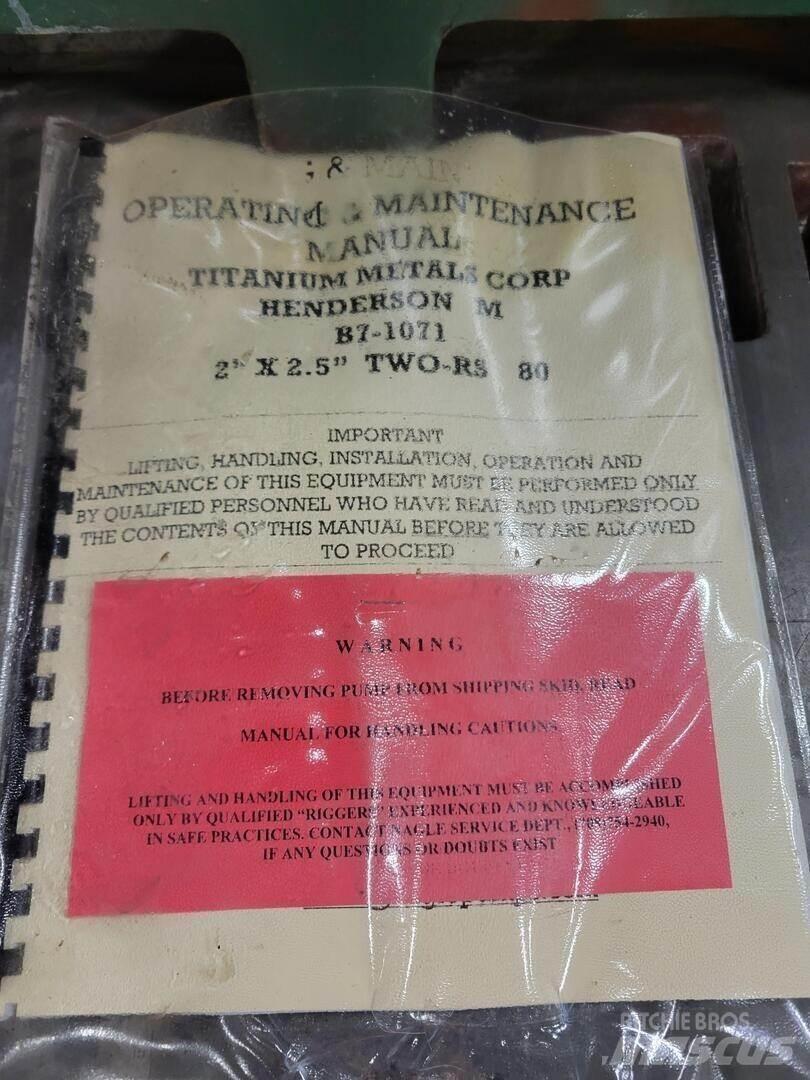 ; & MAIN
OPERATING & MAINTENANCE
MANUAL
TITANIUM METALS CORP
HENDERSON M
B7-1071
2" X 2.5" TWO-RS 80
IMPORTANT
LIFTING, HANDLING, INSTALLATION, OPERATION AND
MAINTENANCE OF THIS EQUIPMENT MUST BE PERFORMED ONLY
BY QUALIFIED PERSONNEL WHO HAVE READ AND UNDERSTOOD
THE CONTENTS OF THIS MANUAL BEFORE THEY ARE ALLOWED
TO PROCEED
WARNING
BEFORE REMOVING PUMP FROM SHIPPING SKID, READ
MANUAL FOR HANDLING CAUTIONS.
LIFTING AND HANDLING OF THIS EQUIPMENT MUST BE ACCOMPLISHED
ONLY BY QUALIFIED "RIGGERS" EXPERIENCED AND KNOWLEDGEABLE
IN SAFE PRACTICES. CONTACT NAGLE SERVICE DEPT., (708)754-2940,
IF ANY QUESTIONS OR DOUBTS EXIST
RITCHIE BROS.
Mascus